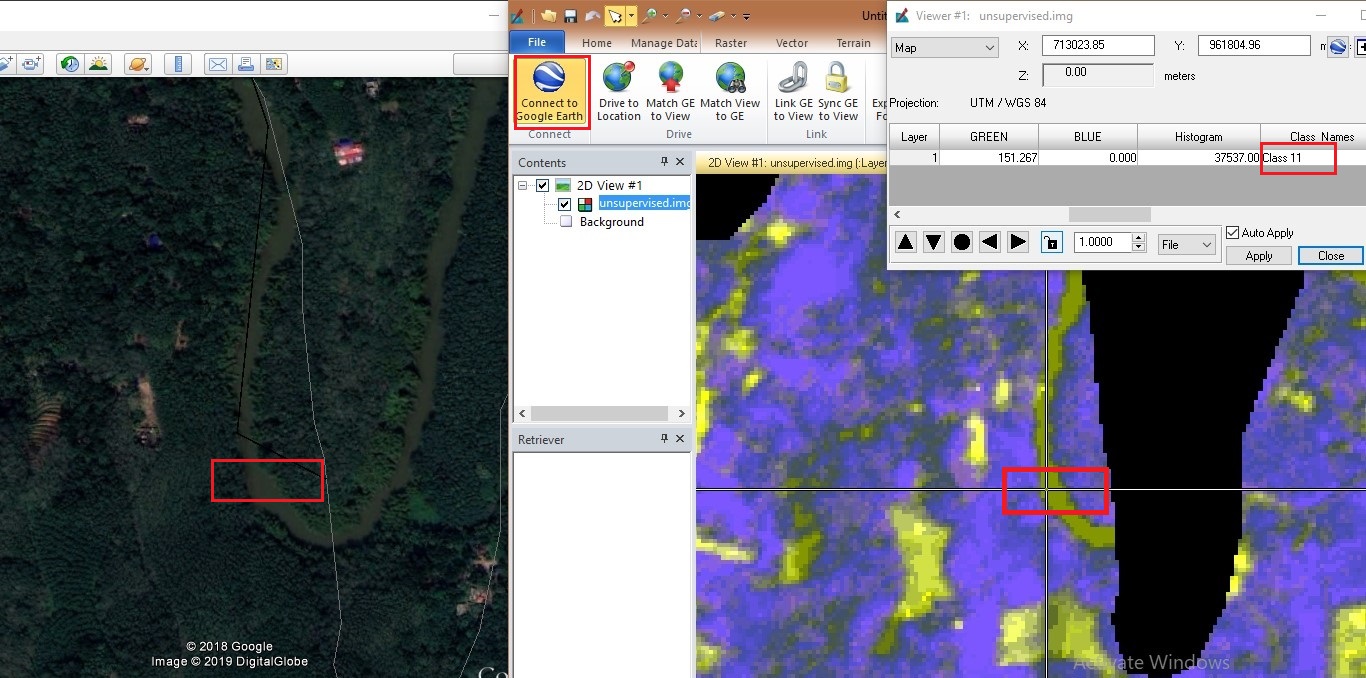 © 2018 Google
Image © 2019 DigitalGlobe
File
Home
Manage Data
Raster
Vector
Terrain
Connect to
Google Earth
Drive to
Location
Match GE
to View
Match View
to GE
Link GE
to View
Sync GE
to View
Connect
Drive
Link
Contents
2D View #1
unsupervised.img
Background
Retriever
2D View #1: unsupervised.img (:Layer
Viewer #1: unsupervised.img
Map
X: 713023.85
Y: 961804.96
Z: 0.00 meters
Projection: UTM / WGS 84
Layer GREEN BLUE Histogram Class_Names
1 151.267 0.000 37537.00 Class 11
1.0000
File
Auto Apply
Apply
Close
Activate Windows